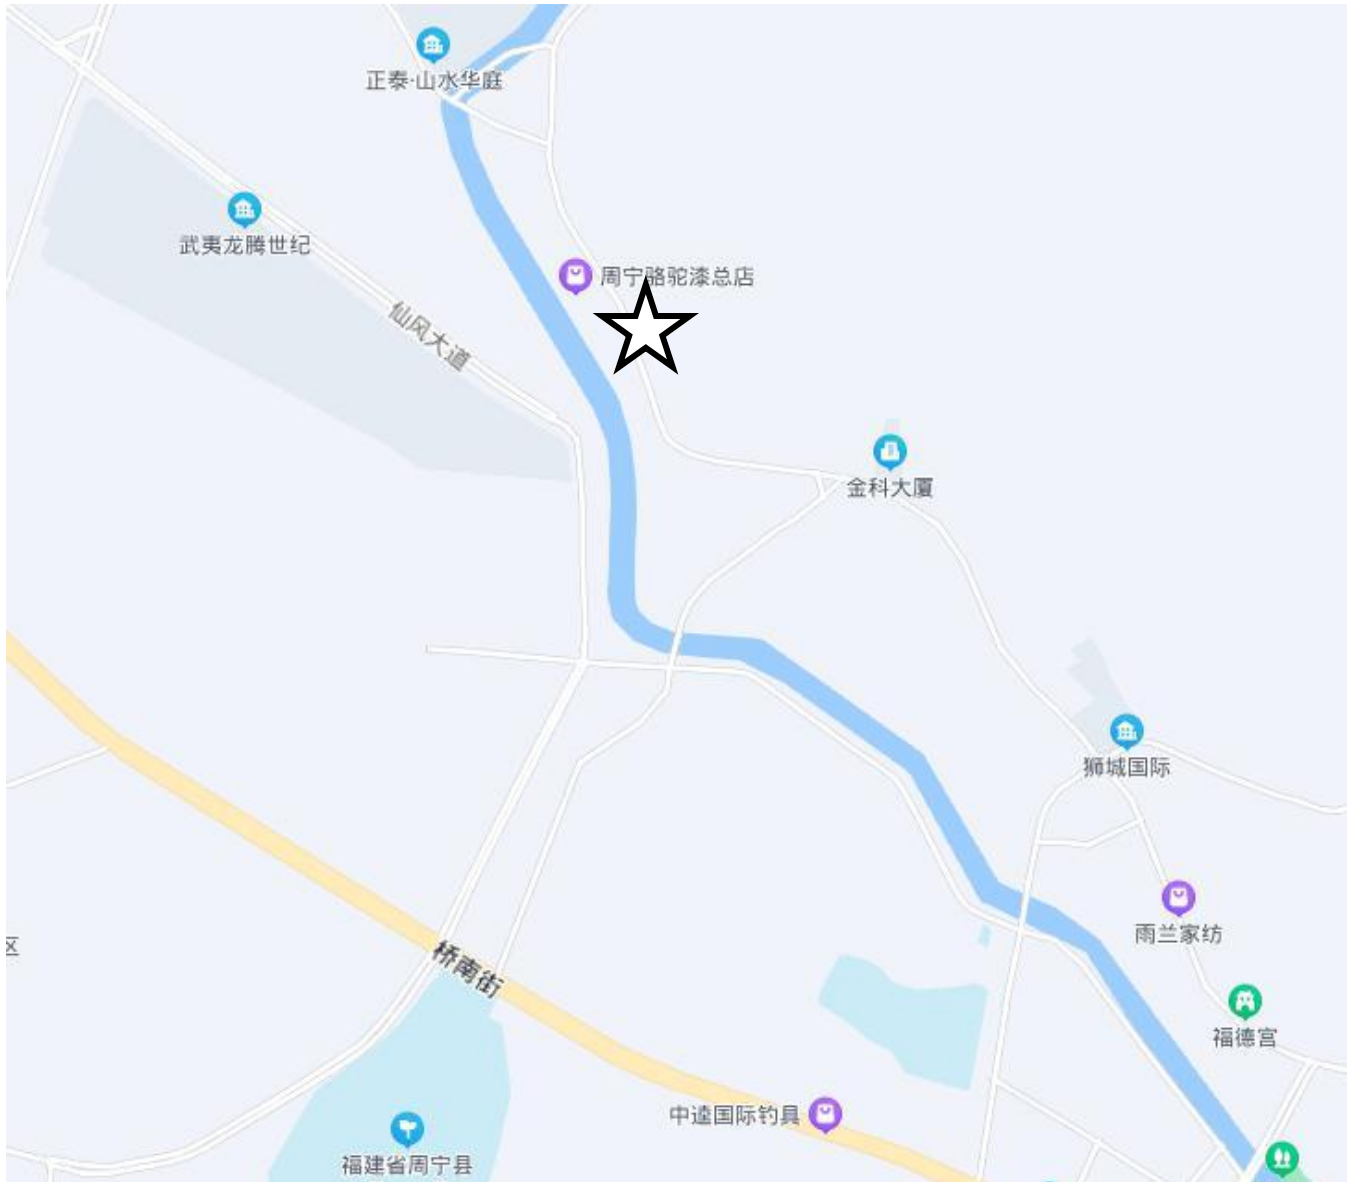 正泰·山水华庭
武夷龙腾世纪
周宁骆驼漆总店
仙风大道
金科大厦
狮城国际
雨兰家纺
区
桥南街
福德宫
中逵国际钓具
福建省周宁县